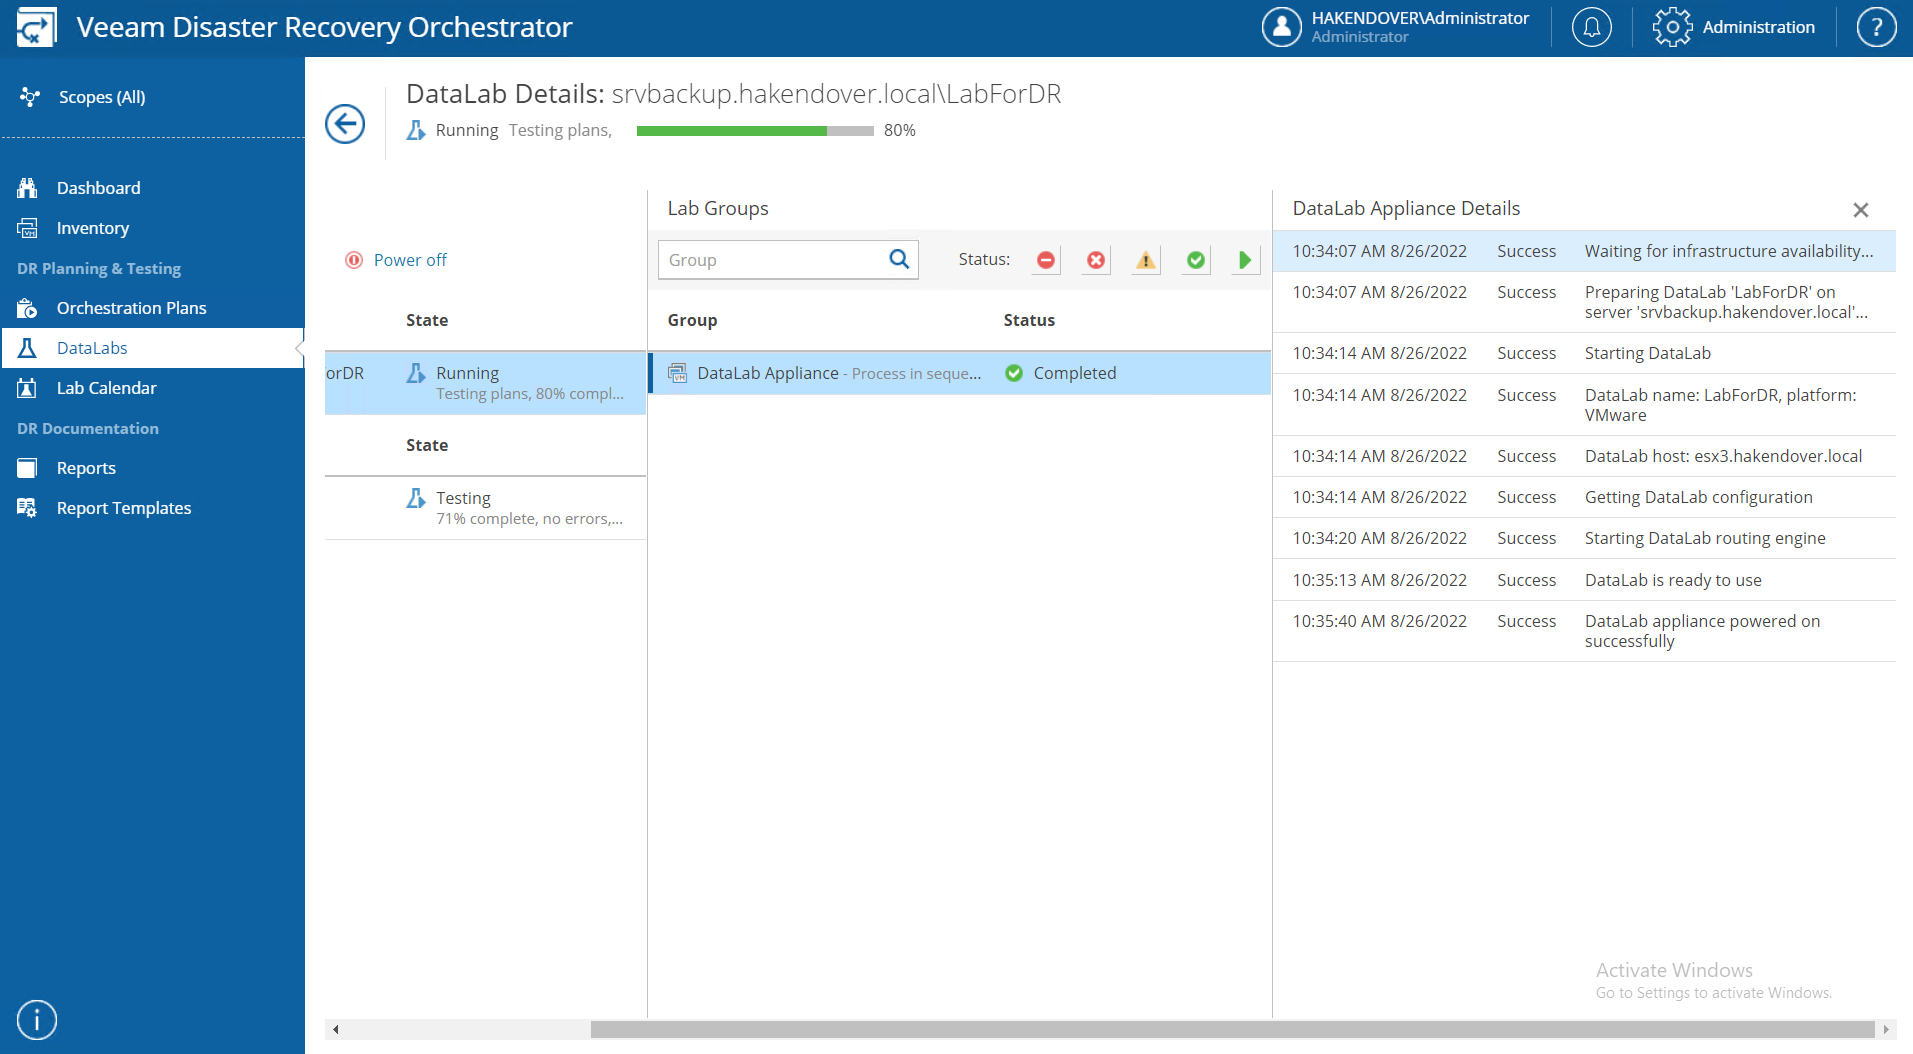 Veeam Disaster Recovery Orchestrator
HAKENDOVER\Administrator
Administrator
Administration
?
Scopes (All)
Dashboard
Inventory
DR Planning & Testing
Orchestration Plans
DataLabs
Lab Calendar
DR Documentation
Reports
Report Templates
DataLab Details: srvbackup.hakendover.local\LabForDR
Running Testing plans, 80%
Power off
State
orDR Running
Testing plans, 80% compl...
State
Testing
71% complete, no errors,...
Lab Groups
Group Status:
Group Status
DataLab Appliance - Process in seque... Completed
DataLab Appliance Details
10:34:07 AM 8/26/2022 Success Waiting for infrastructure availability...
10:34:07 AM 8/26/2022 Success Preparing DataLab 'LabForDR' on
server 'srvbackup.hakendover.local'...
10:34:14 AM 8/26/2022 Success Starting DataLab
10:34:14 AM 8/26/2022 Success DataLab name: LabForDR, platform:
VMware
10:34:14 AM 8/26/2022 Success DataLab host: esx3.hakendover.local
10:34:14 AM 8/26/2022 Success Getting DataLab configuration
10:34:20 AM 8/26/2022 Success Starting DataLab routing engine
10:35:13 AM 8/26/2022 Success DataLab is ready to use
10:35:40 AM 8/26/2022 Success DataLab appliance powered on
successfully
Activate Windows
Go to Settings to activate Windows.